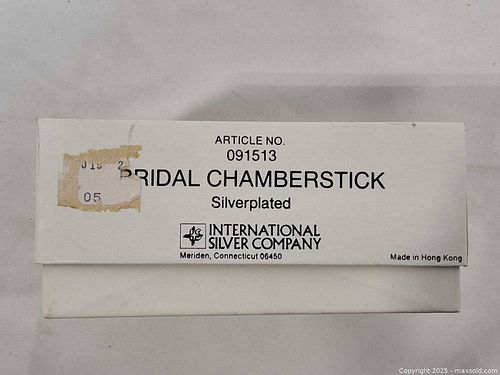 ARTICLE NO.
091513
BRIDAL CHAMBERSTICK
Silverplated
INTERNATIONAL
SILVER COMPANY
Meriden, Connecticut 06450
Made in Hong Kong
05
Copyright © 2025 - maxsold.com